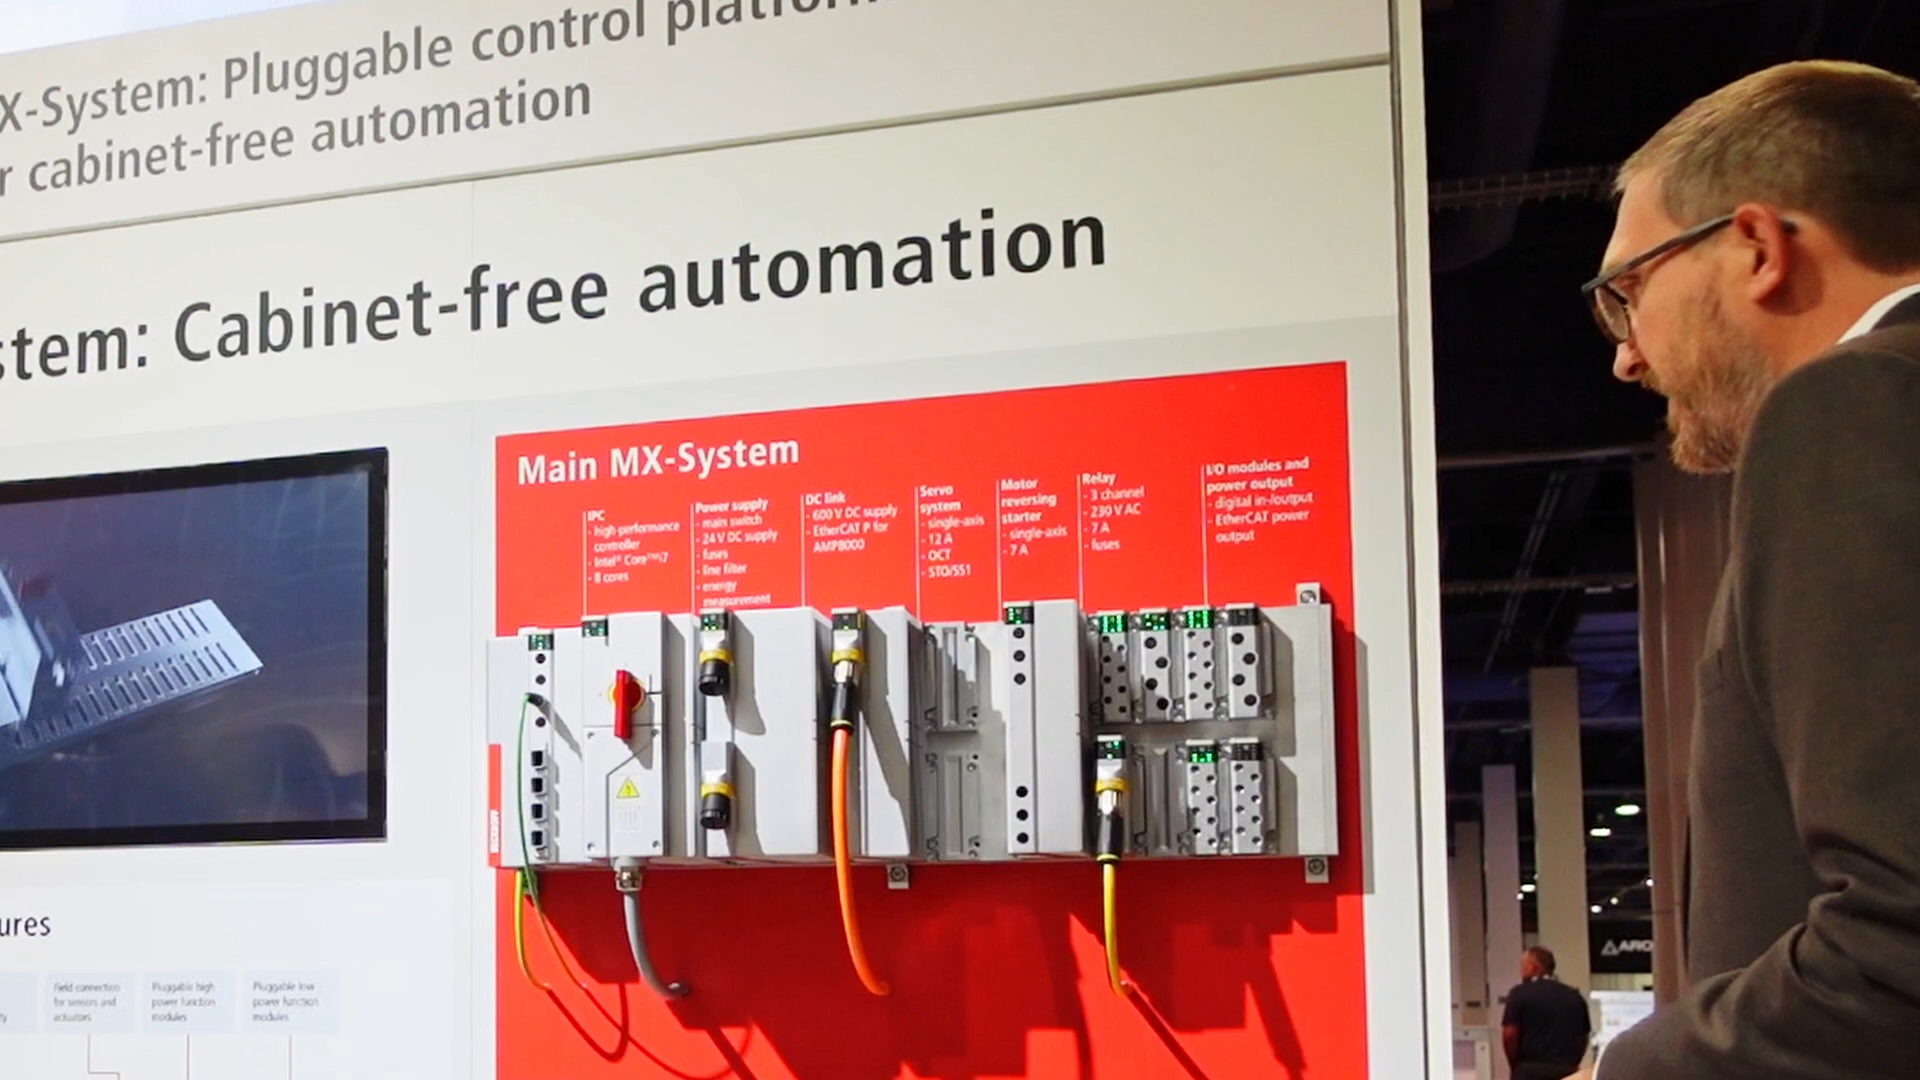 X-System: Pluggable control platform
r cabinet-free automation
stem: Cabinet-free automation
Main MX-System
IPC
- high-performance
controller
- Intel® Core™ i7
- 8 cores
Power supply
- main switch
- 24 V DC supply
- fuses
- line filter
- energy
measurement
DC link
- 600 V DC supply
- EtherCAT P for
AMP8000
Servo
system
- single-axis
- 12 A
- OCT
- STO/SS1
Motor
reversing
starter
- single-axis
- 7 A
Relay
- 3 channel
- 230 V AC
- 7 A
- fuses
I/O modules and
power output
- digital in-/output
- EtherCAT power
output
BECKHOFF
ures
Field connection
for sensors and
actuators
Pluggable high
power function
modules
Pluggable low
power function
modules
ARO